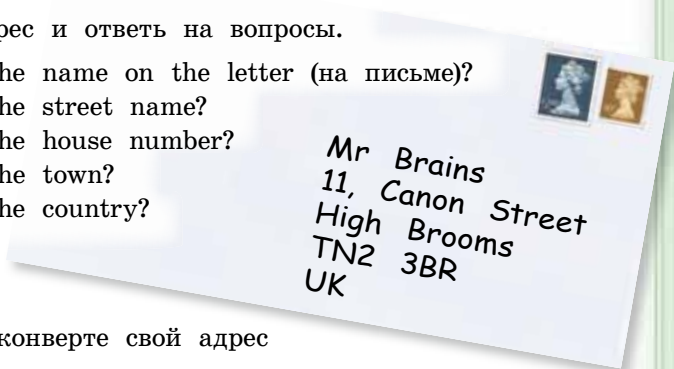 рес и ответь на вопросы.
he name on the letter (на письме)?
he street name?
he house number?
he town?
he country?
Mr Brains
11, Canon Street
High Brooms
TN2 3BR
UK
конверте свой адрес